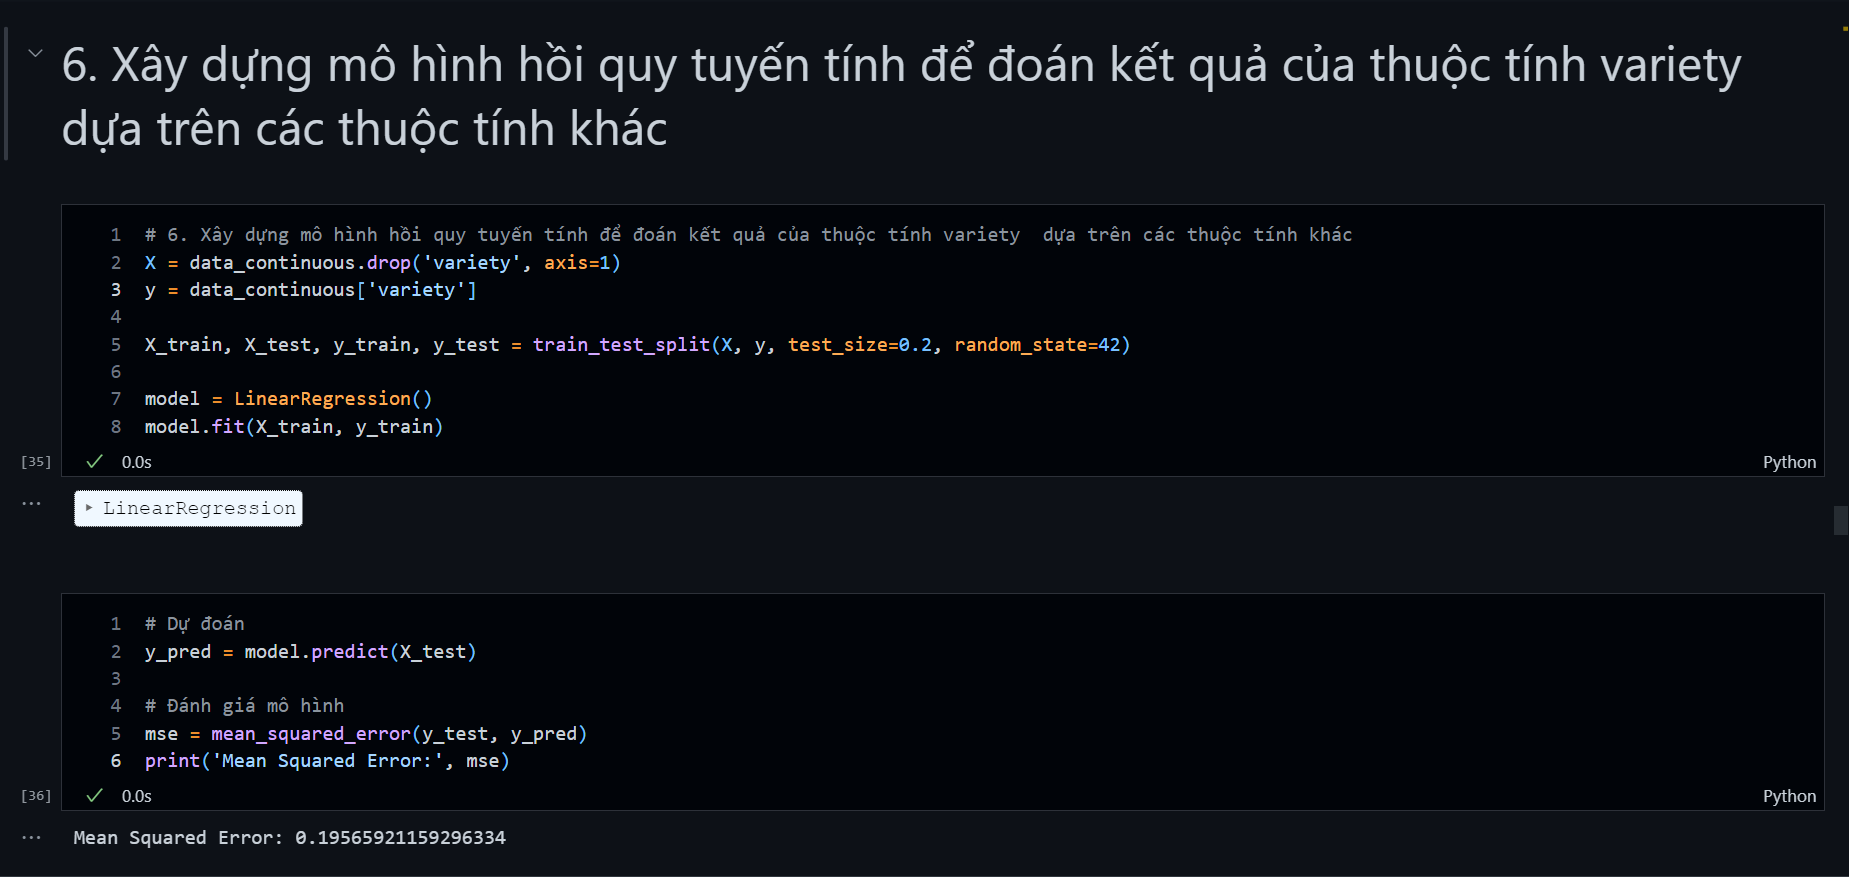 6. Xây dựng mô hình hồi quy tuyến tính để đoán kết quả của thuộc tính variety
dựa trên các thuộc tính khác
1 # 6. Xây dựng mô hình hồi quy tuyến tính để đoán kết quả của thuộc tính variety  dựa trên các thuộc tính khác
2 X = data_continuous.drop('variety', axis=1)
3 y = data_continuous['variety']
4
5 X_train, X_test, y_train, y_test = train_test_split(X, y, test_size=0.2, random_state=42)
6
7 model = LinearRegression()
8 model.fit(X_train, y_train)
[35] ✓ 0.0s Python
... ▸ LinearRegression
1 # Dự đoán
2 y_pred = model.predict(X_test)
3
4 # Đánh giá mô hình
5 mse = mean_squared_error(y_test, y_pred)
6 print('Mean Squared Error:', mse)
[36] ✓ 0.0s Python
... Mean Squared Error: 0.19565921159296334